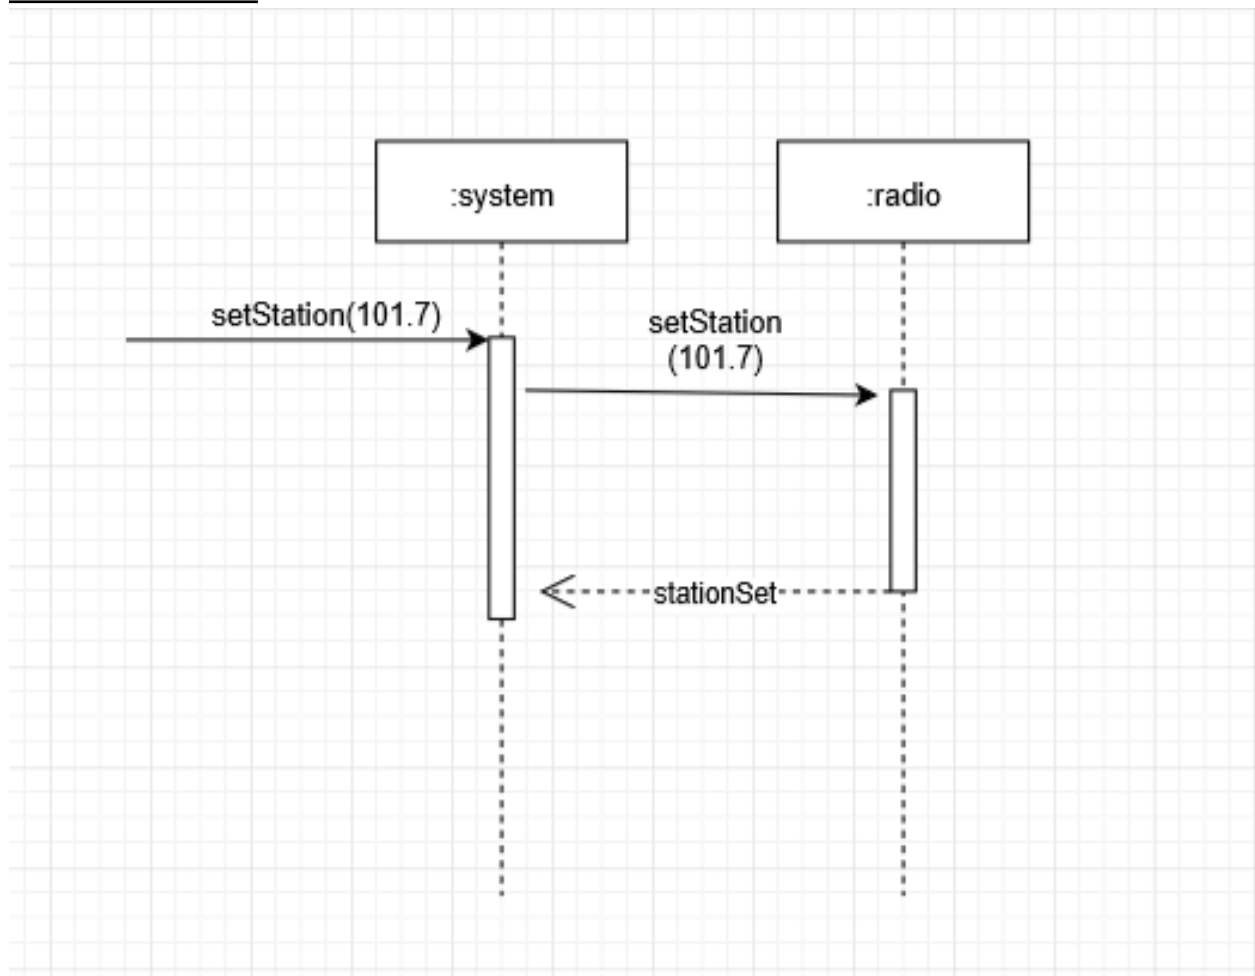 :system
:radio
setStation(101.7)
setStation
(101.7)
stationSet